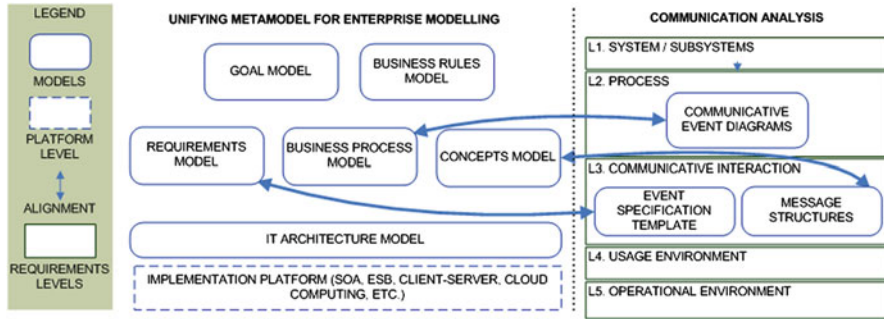 LEGEND
MODELS
PLATFORM
LEVEL
ALIGNMENT
REQUIREMENTS
LEVELS
UNIFYING METAMODEL FOR ENTERPRISE MODELLING
GOAL MODEL
BUSINESS RULES
MODEL
REQUIREMENTS
MODEL
BUSINESS PROCESS
MODEL
CONCEPTS MODEL
IT ARCHITECTURE MODEL
IMPLEMENTATION PLATFORM (SOA, ESB, CLIENT-SERVER, CLOUD
COMPUTING, ETC.)
COMMUNICATION ANALYSIS
L1. SYSTEM / SUBSYSTEMS
L2. PROCESS
COMMUNICATIVE
EVENT DIAGRAMS
L3. COMMUNICATIVE INTERACTION
EVENT
SPECIFICATION
TEMPLATE
MESSAGE
STRUCTURES
L4. USAGE ENVIRONMENT
L5. OPERATIONAL ENVIRONMENT